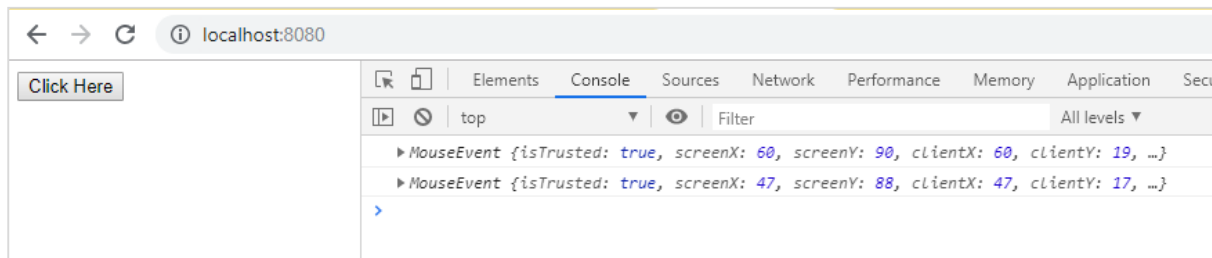 localhost:8080
Click Here
Elements Console Sources Network Performance Memory Application Secu
top Filter All levels ▼
▶MouseEvent {isTrusted: true, screenX: 60, screenY: 90, clientX: 60, clientY: 19, …}
▶MouseEvent {isTrusted: true, screenX: 47, screenY: 88, clientX: 47, clientY: 17, …}